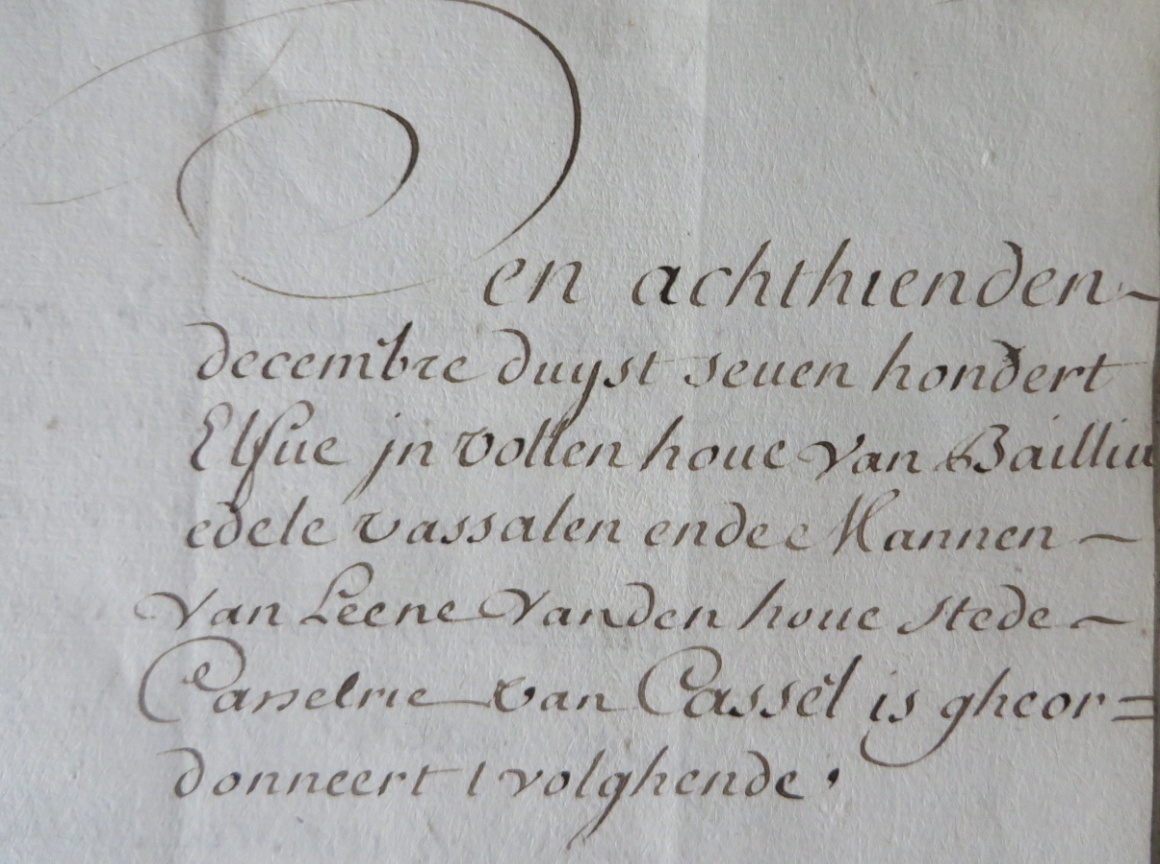 Den achthienden
decembre duyst seuen hondert
Elfue jn vollen houe van Bailliu
edele vassalen ende Mannen
van Leene vanden houe stede
Casselrie van Cassel is gheor=
donneert t volghende.